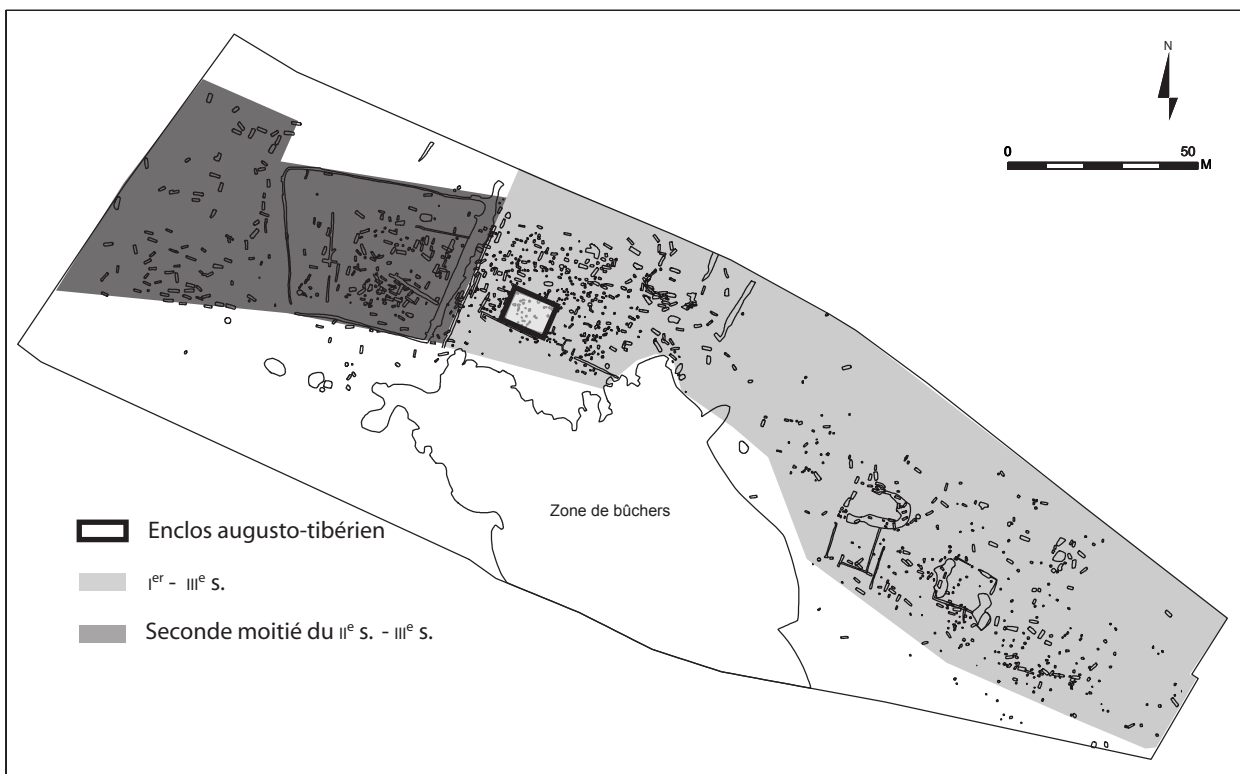 N
0 50
M
Zone de bûchers
Enclos augusto-tibérien
Iᵉʳ - IIIᵉ s.
Seconde moitié du IIᵉ s. - IIIᵉ s.